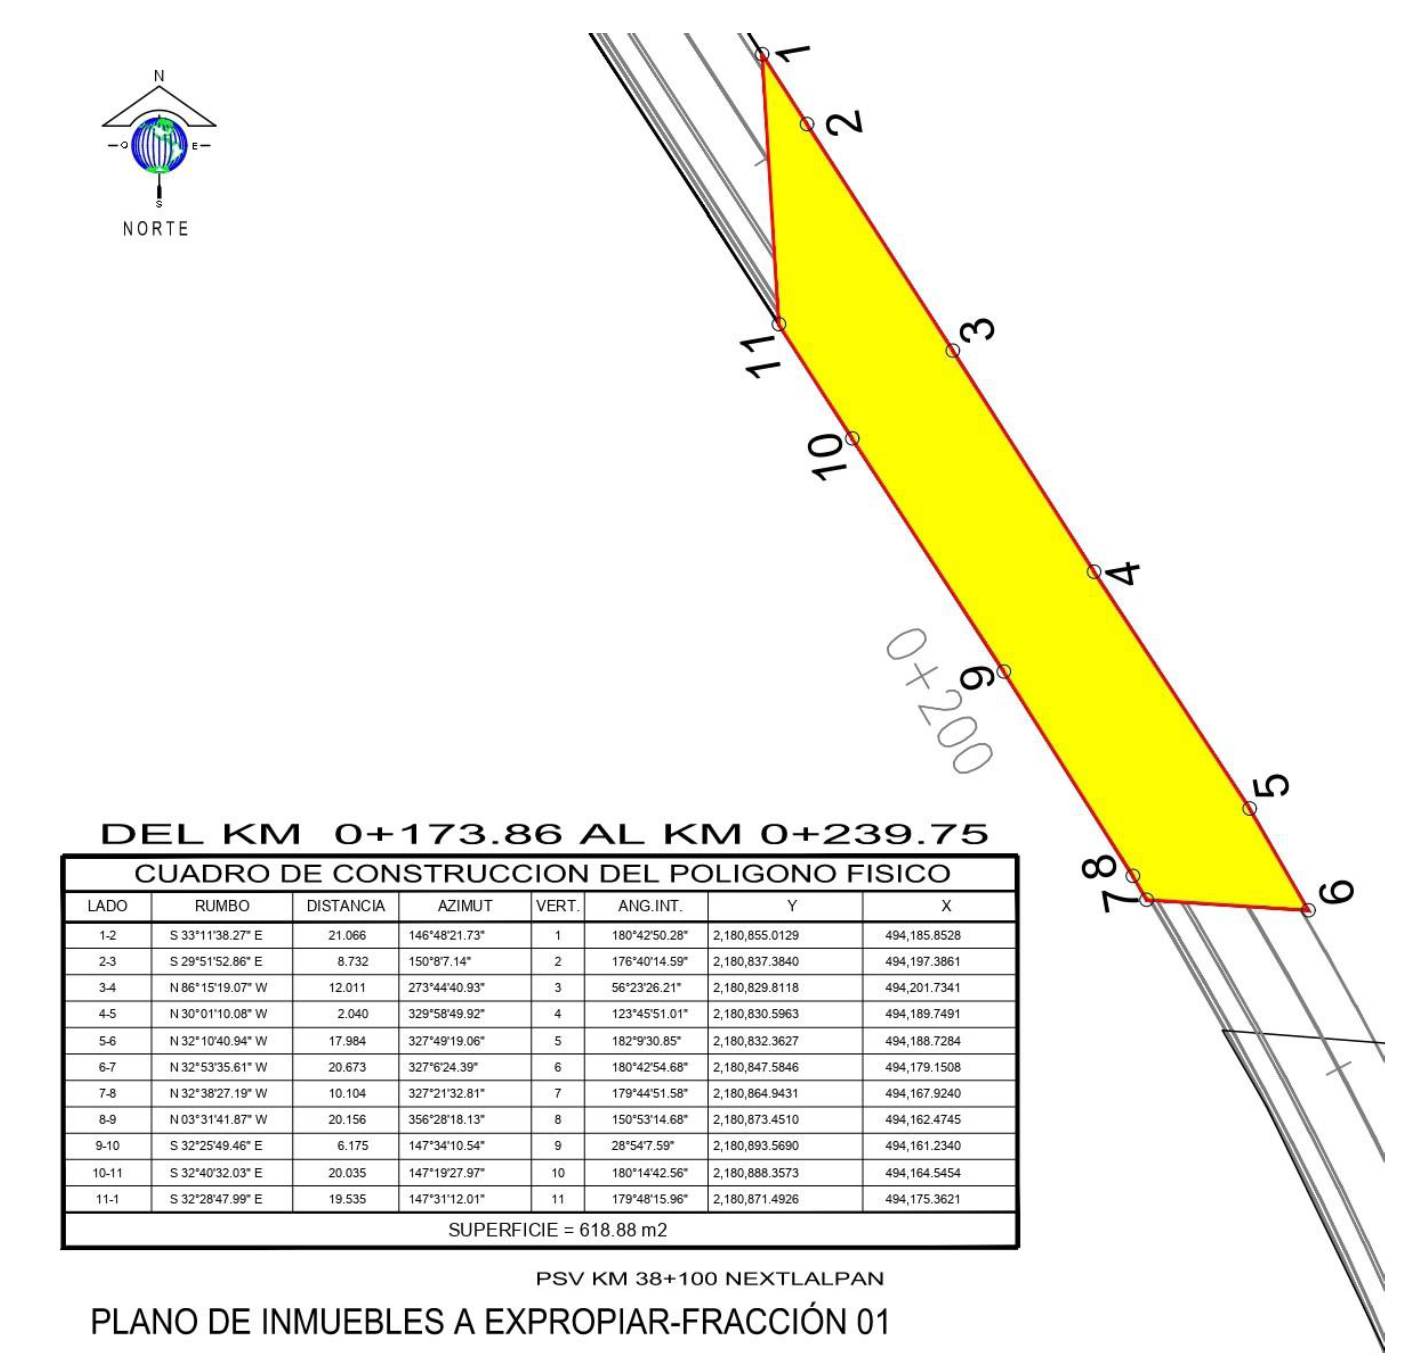 N
O
E
S
NORTE
1
2
3
11
10
4
9
0+200
5
8
7
6
DEL KM 0+173.86 AL KM 0+239.75
CUADRO DE CONSTRUCCION DEL POLIGONO FISICO
LADO RUMBO DISTANCIA AZIMUT VERT. ANG.INT. Y X
1-2 S 33°11'38.27" E 21.066 146°48'21.73" 1 180°42'50.28" 2,180,855.0129 494,185.8528
2-3 S 29°51'52.86" E 8.732 150°8'7.14" 2 176°40'14.59" 2,180,837.3840 494,197.3861
3-4 N 86°15'19.07" W 12.011 273°44'40.93" 3 56°23'26.21" 2,180,829.8118 494,201.7341
4-5 N 30°01'10.08" W 2.040 329°58'49.92" 4 123°45'51.01" 2,180,830.5963 494,189.7491
5-6 N 32°10'40.94" W 17.984 327°49'19.06" 5 182°9'30.85" 2,180,832.3627 494,188.7284
6-7 N 32°53'35.61" W 20.673 327°6'24.39" 6 180°42'54.68" 2,180,847.5846 494,179.1508
7-8 N 32°38'27.19" W 10.104 327°21'32.81" 7 179°44'51.58" 2,180,864.9431 494,167.9240
8-9 N 03°31'41.87" W 20.156 356°28'18.13" 8 150°53'14.68" 2,180,873.4510 494,162.4745
9-10 S 32°25'49.46" E 6.175 147°34'10.54" 9 28°54'7.59" 2,180,893.5690 494,161.2340
10-11 S 32°40'32.03" E 20.035 147°19'27.97" 10 180°14'42.56" 2,180,888.3573 494,164.5454
11-1 S 32°28'47.99" E 19.535 147°31'12.01" 11 179°48'15.96" 2,180,871.4926 494,175.3621
SUPERFICIE = 618.88 m2
PSV KM 38+100 NEXTLALPAN
PLANO DE INMUEBLES A EXPROPIAR-FRACCIÓN 01